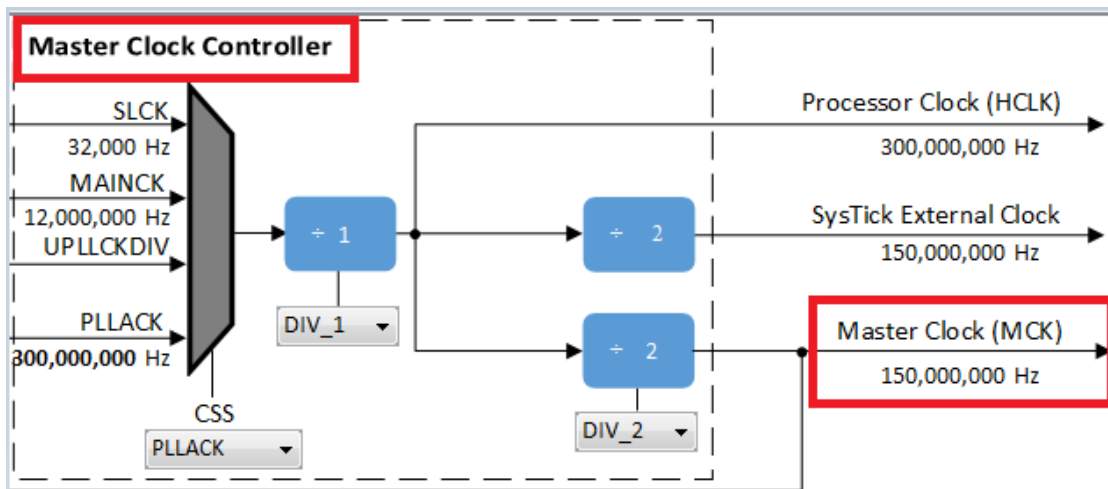 Master Clock Controller
SLCK
32,000 Hz
MAINCK
12,000,000 Hz
UPLLCKDIV
PLLACK
300,000,000 Hz
CSS
PLLACK
÷ 1
DIV_1
÷ 2
÷ 2
DIV_2
Processor Clock (HCLK)
300,000,000 Hz
SysTick External Clock
150,000,000 Hz
Master Clock (MCK)
150,000,000 Hz